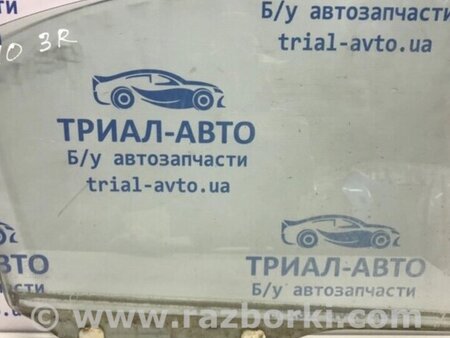 O 3R
Б/у автозапчасти
trial-avto.ua
ТРИАЛ-АВТО
Б/у автозапчасти
trial-avto.ua
ТРИАЛ-АВТО
Б/у автозапчасти
© www.razborki.com